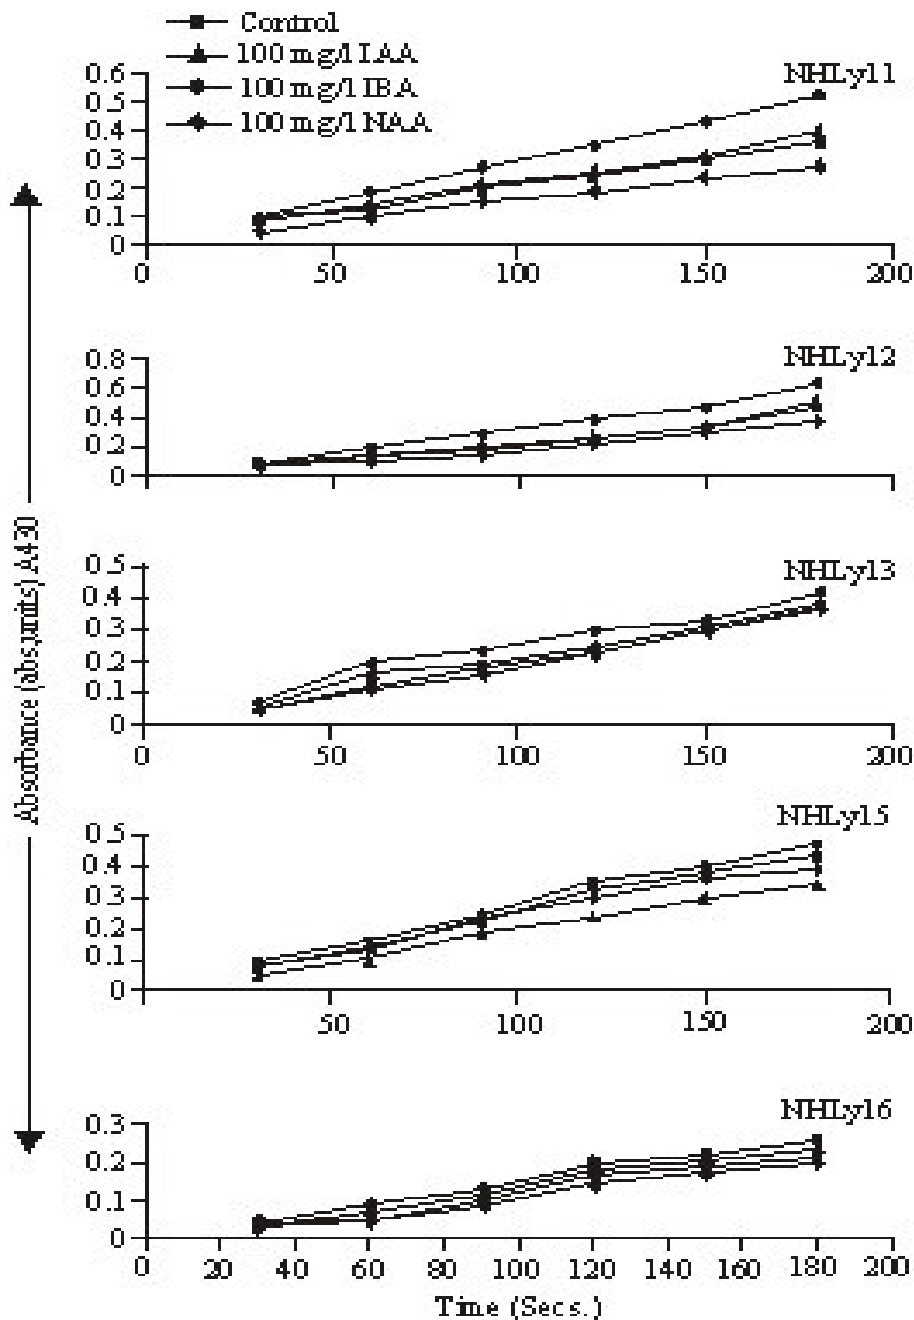 Control
100 mg/l IAA
100 mg/l IBA
100 mg/l NAA
NHLy11
0.6
0.5
0.4
0.3
0.2
0.1
0
0 50 100 150 200
NHLy12
0.8
0.6
0.4
0.2
0
NHLy13
0.5
0.4
0.3
0.2
0.1
0
0 50 100 150 200
NHLy15
0.5
0.4
0.3
0.2
0.1
0
50 100 150 200
NHLy16
0.3
0.2
0.1
0
0 20 40 60 80 100 120 140 160 180 200
Time (Secs.)
Absorbance (abs,units) A430